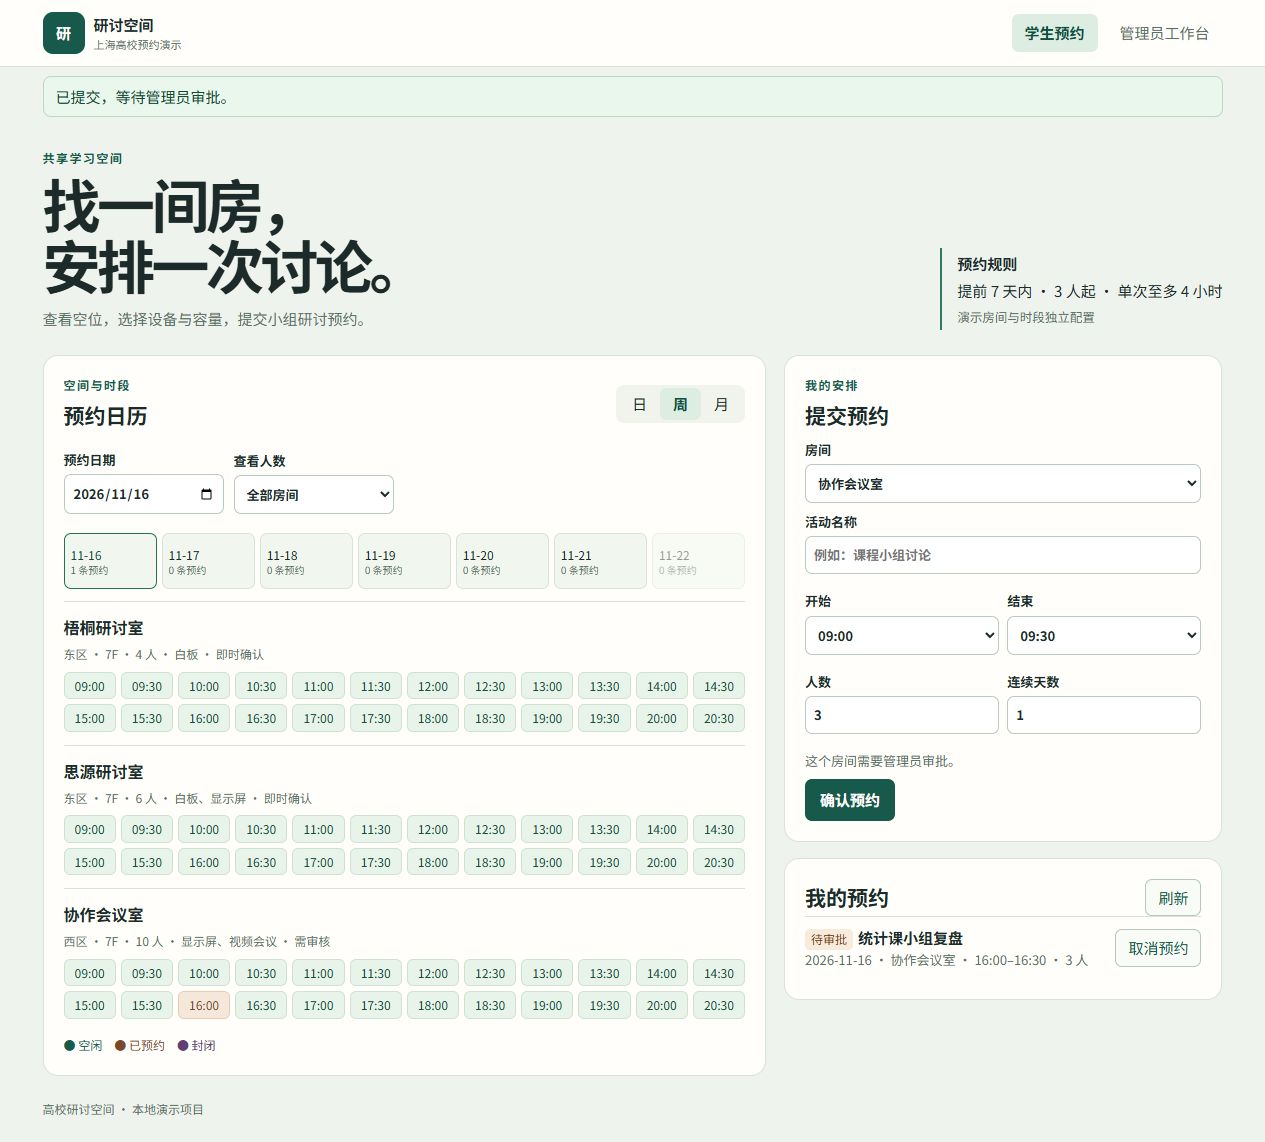 研
研讨空间
上海高校预约演示
学生预约
管理员工作台
已提交，等待管理员审批。
共享学习空间
找一间房，
安排一次讨论。
查看空位，选择设备与容量，提交小组研讨预约。
预约规则
提前 7 天内 · 3 人起 · 单次至多 4 小时
演示房间与时段独立配置
空间与时段
预约日历
日 周 月
预约日期 查看人数
2026/11/16 全部房间
11-16 11-17 11-18 11-19 11-20 11-21 11-22
1 条预约 0 条预约 0 条预约 0 条预约 0 条预约 0 条预约 0 条预约
梧桐研讨室
东区 · 7F · 4 人 · 白板 · 即时确认
09:00 09:30 10:00 10:30 11:00 11:30 12:00 12:30 13:00 13:30 14:00 14:30
15:00 15:30 16:00 16:30 17:00 17:30 18:00 18:30 19:00 19:30 20:00 20:30
思源研讨室
东区 · 7F · 6 人 · 白板、显示屏 · 即时确认
09:00 09:30 10:00 10:30 11:00 11:30 12:00 12:30 13:00 13:30 14:00 14:30
15:00 15:30 16:00 16:30 17:00 17:30 18:00 18:30 19:00 19:30 20:00 20:30
协作会议室
西区 · 7F · 10 人 · 显示屏、视频会议 · 需审核
09:00 09:30 10:00 10:30 11:00 11:30 12:00 12:30 13:00 13:30 14:00 14:30
15:00 15:30 16:00 16:30 17:00 17:30 18:00 18:30 19:00 19:30 20:00 20:30
空闲 已预约 封闭
我的安排
提交预约
房间
协作会议室
活动名称
例如：课程小组讨论
开始 结束
09:00 09:30
人数 连续天数
3 1
这个房间需要管理员审批。
确认预约
我的预约
刷新
待审批 统计课小组复盘
2026-11-16 · 协作会议室 · 16:00–16:30 · 3 人
取消预约
高校研讨空间 · 本地演示项目